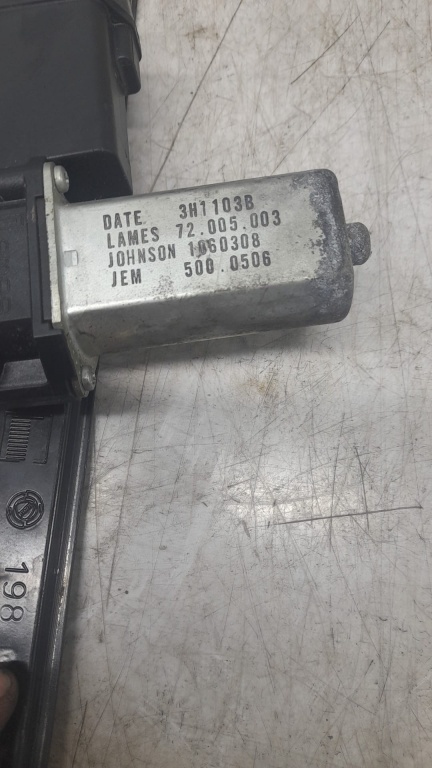 DATE 3H1103B
LAMES 72.005.003
JOHNSON 1060308
JEM 500.0506
198